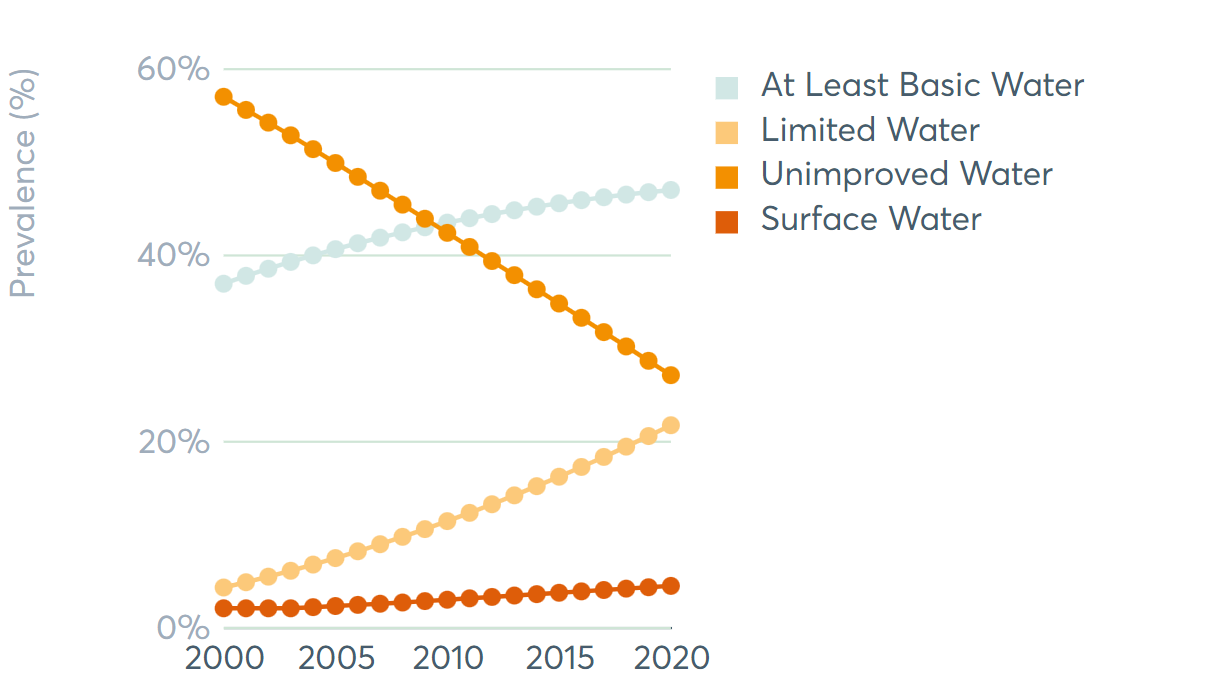 Prevalence (%)
60%
40%
20%
0%
2000 2005 2010 2015 2020
At Least Basic Water
Limited Water
Unimproved Water
Surface Water